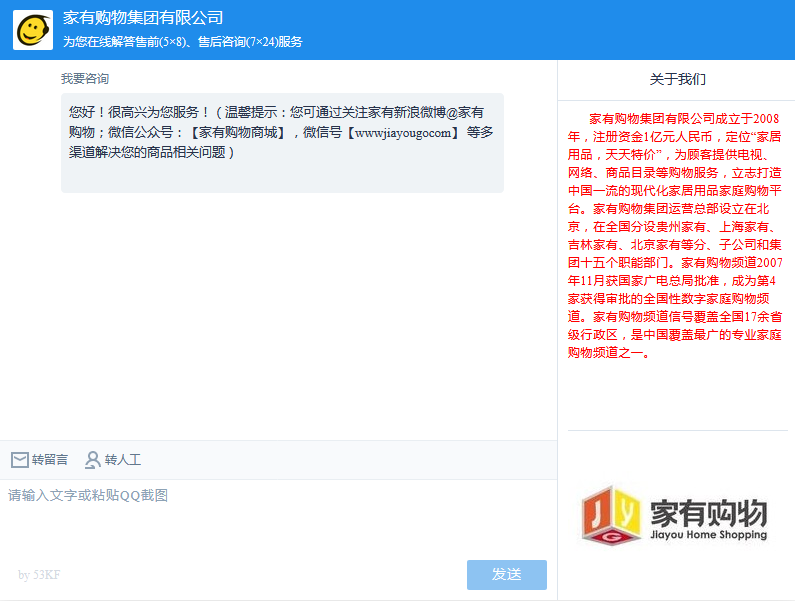 家有购物集团有限公司
为您在线解答售前(5×8)、售后咨询(7×24)服务
我要咨询
您好！很高兴为您服务！（温馨提示：您可通过关注家有新浪微博@家有
购物；微信公众号：【家有购物商城】，微信号【wwwjiayougocom】 等多
渠道解决您的商品相关问题）
转留言
转人工
请输入文字或粘贴QQ截图
by 53KF
发送
关于我们
家有购物集团有限公司成立于2008
年，注册资金1亿元人民币，定位“家居
用品，天天特价”，为顾客提供电视、
网络、商品目录等购物服务，立志打造
中国一流的现代化家居用品家庭购物平
台。家有购物集团运营总部设立在北
京，在全国分设贵州家有、上海家有、
吉林家有、北京家有等分、子公司和集
团十五个职能部门。家有购物频道2007
年11月获国家广电总局批准，成为第4
家获得审批的全国性数字家庭购物频
道。家有购物频道信号覆盖全国17余省
级行政区，是中国覆盖最广的专业家庭
购物频道之一。
J Y G
家有购物
Jiayou Home Shopping